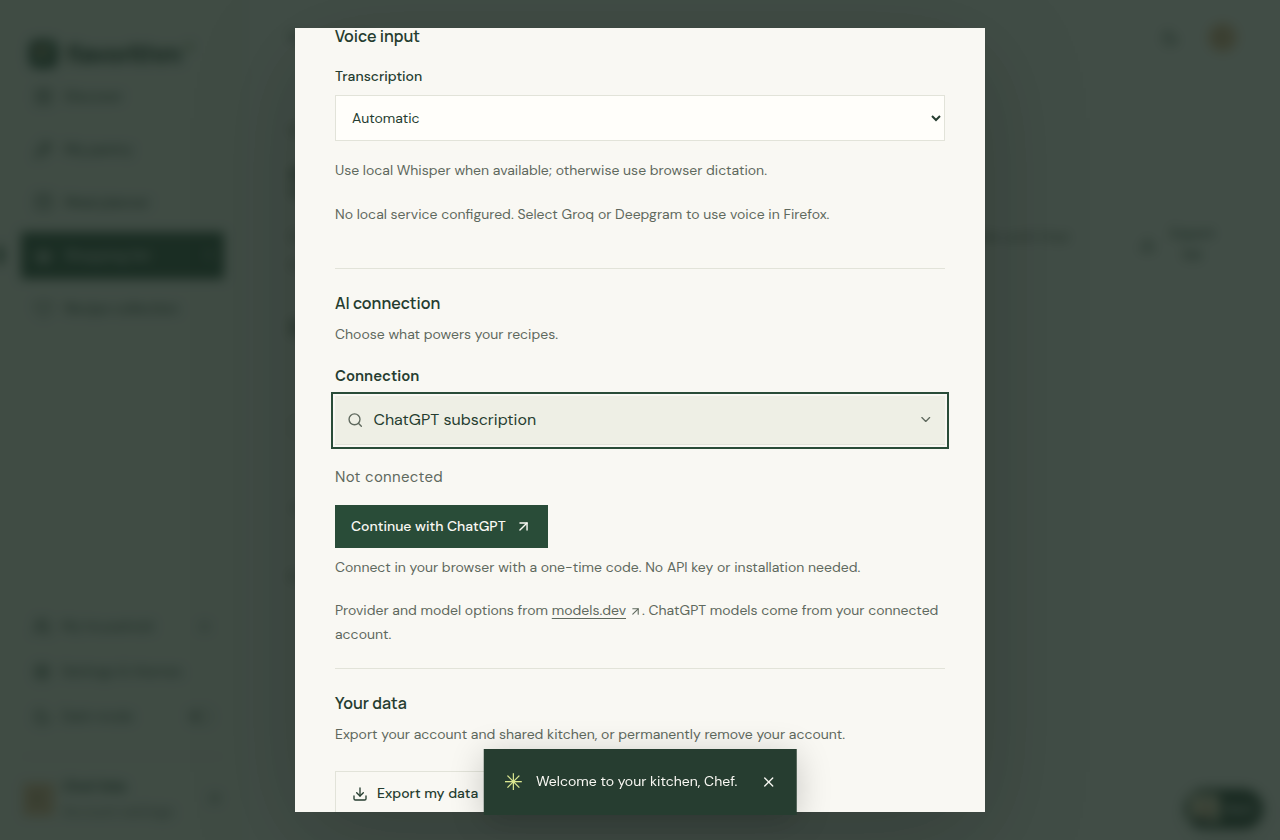 Voice input
Transcription
Automatic
Use local Whisper when available; otherwise use browser dictation.
No local service configured. Select Groq or Deepgram to use voice in Firefox.
AI connection
Choose what powers your recipes.
Connection
ChatGPT subscription
Not connected
Continue with ChatGPT
Connect in your browser with a one-time code. No API key or installation needed.
Provider and model options from models.dev ↗. ChatGPT models come from your connected
account.
Your data
Export your account and shared kitchen, or permanently remove your account.
Export my data
Welcome to your kitchen, Chef.